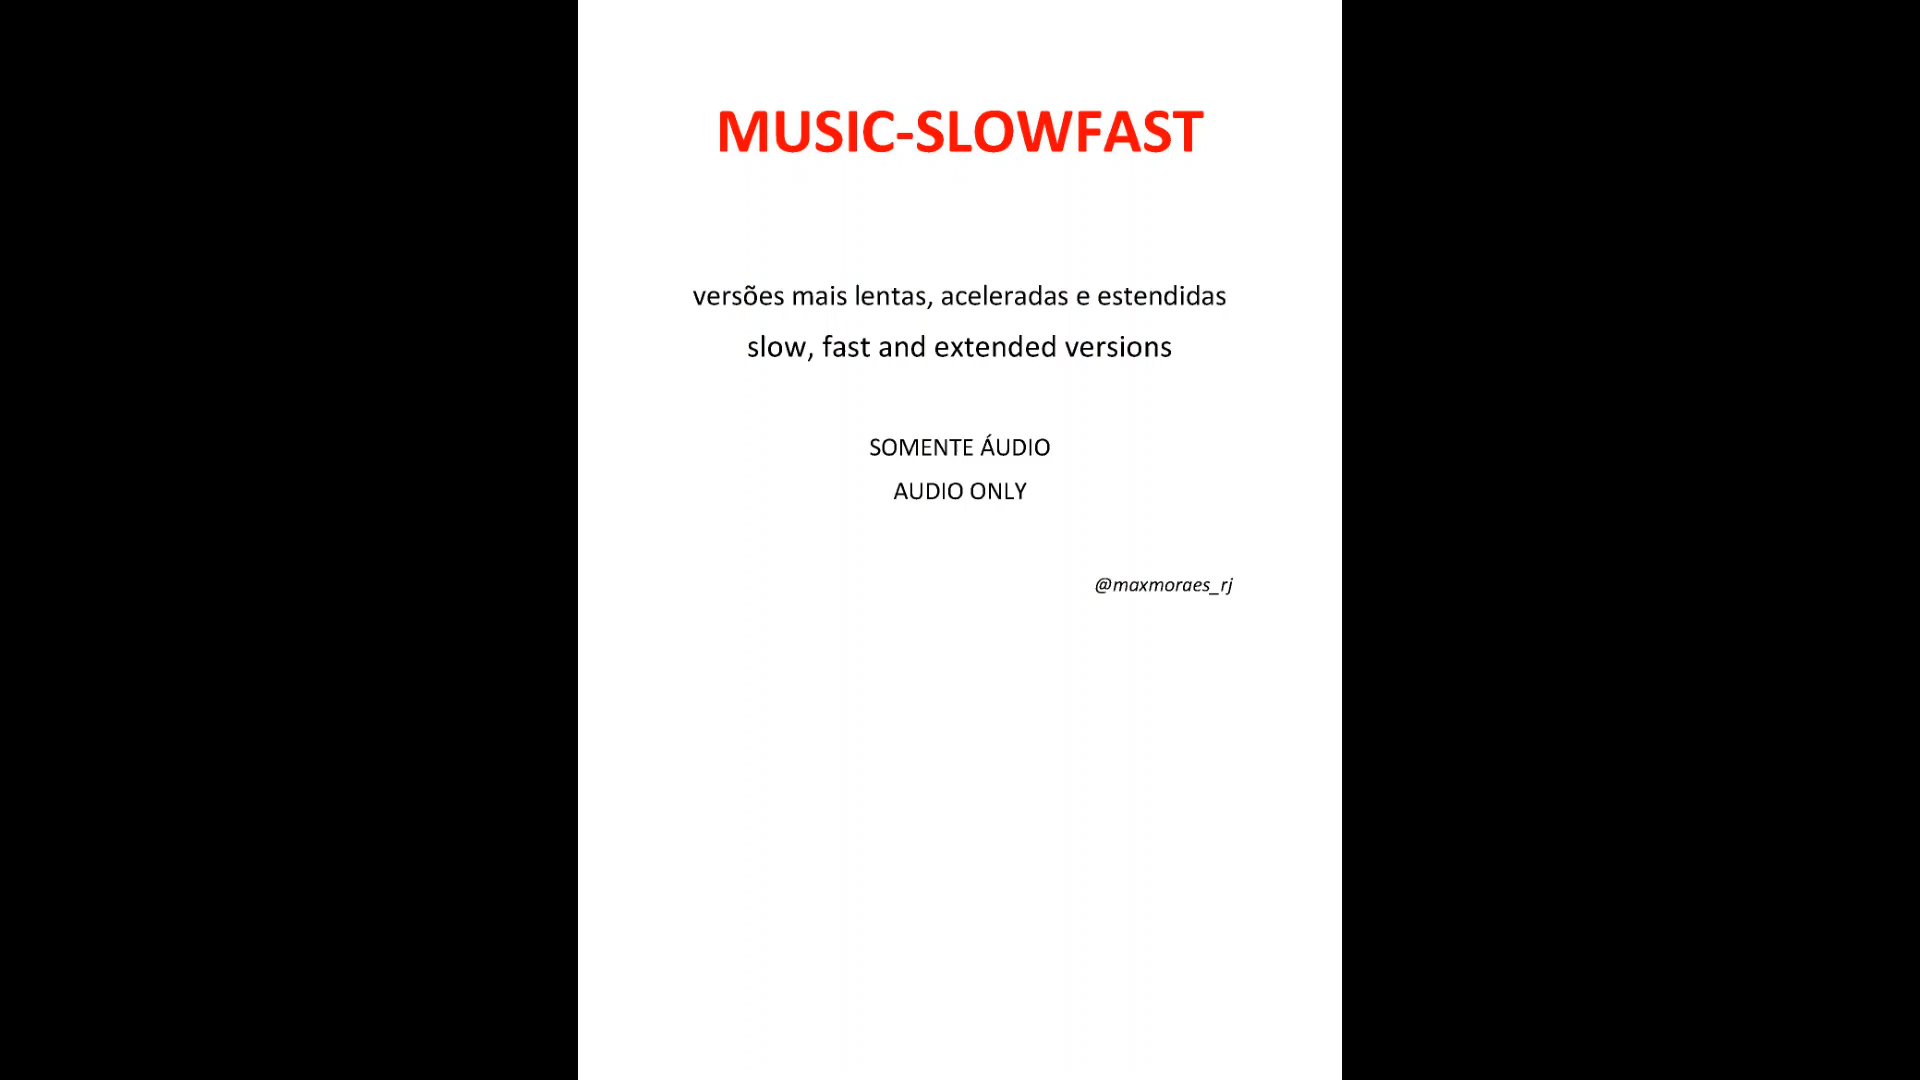 MUSIC-SLOWFAST
versões mais lentas, aceleradas e estendidas
slow, fast and extended versions
SOMENTE ÁUDIO
AUDIO ONLY
@maxmoraes_rj